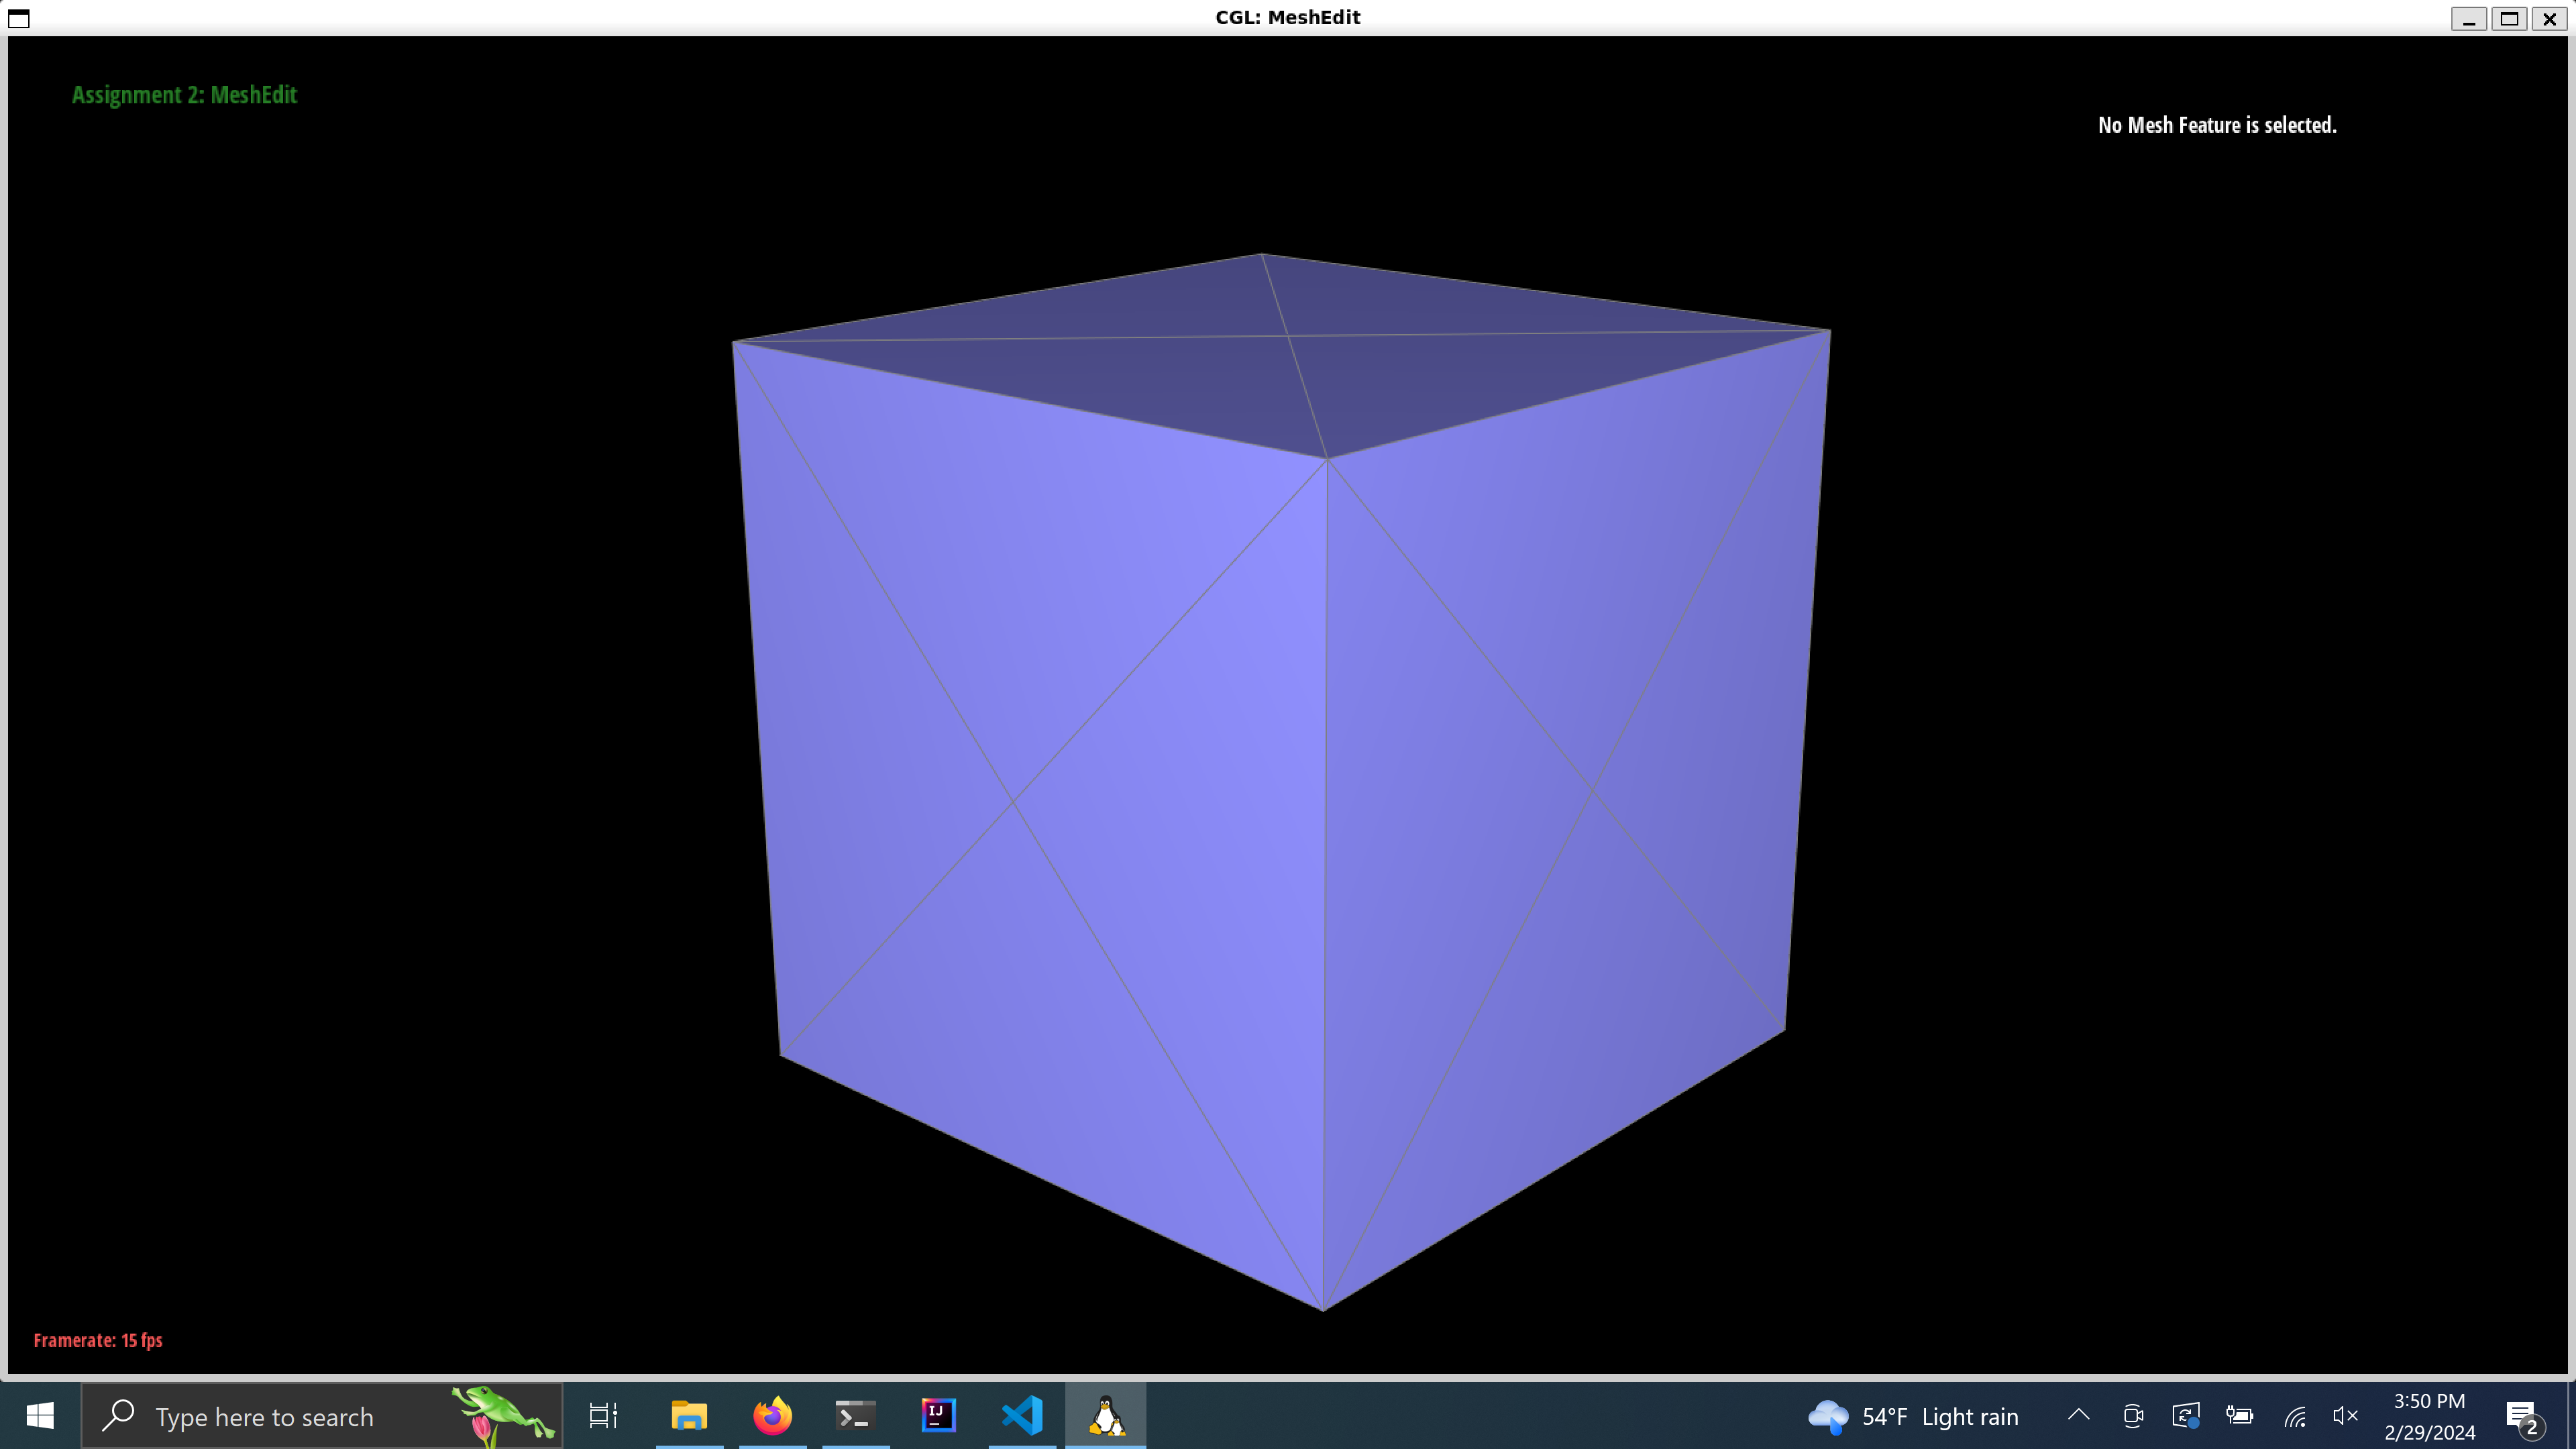 CGL: MeshEdit
Assignment 2: MeshEdit
No Mesh Feature is selected.
Framerate: 15 fps
Type here to search
IJ
54°F Light rain
3:50 PM
2/29/2024
2